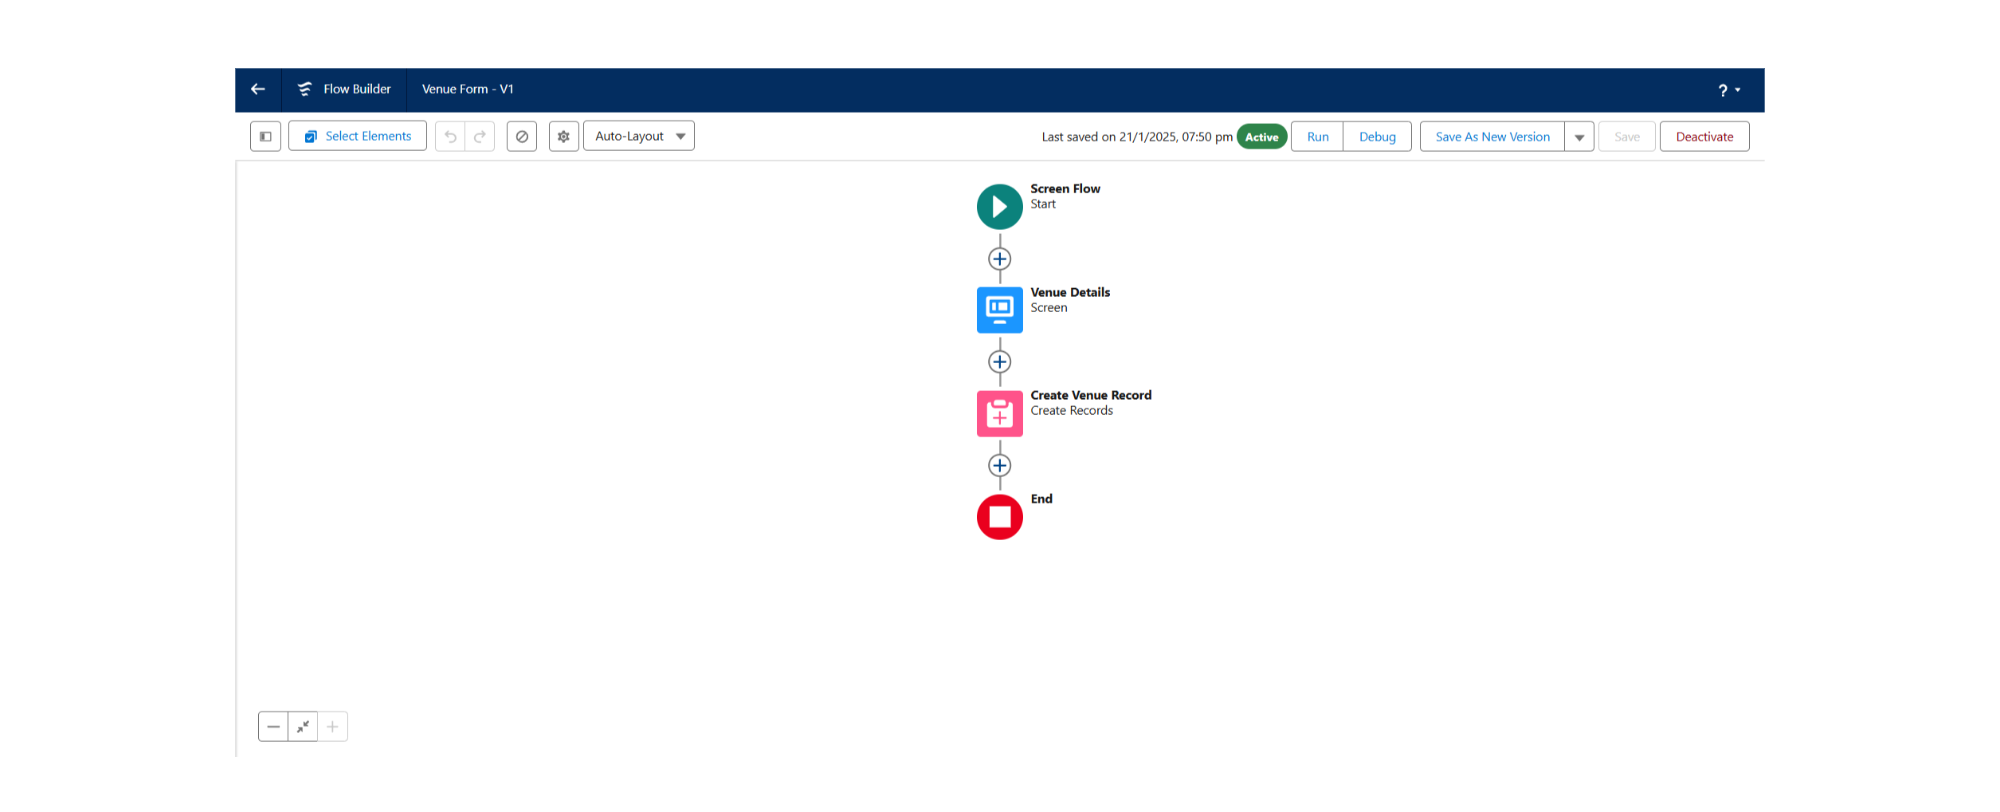 Flow Builder Venue Form - V1 ?
Select Elements Auto-Layout Last saved on 21/1/2025, 07:50 pm Active Run Debug Save As New Version Save Deactivate
Screen Flow
Start
Venue Details
Screen
Create Venue Record
Create Records
End